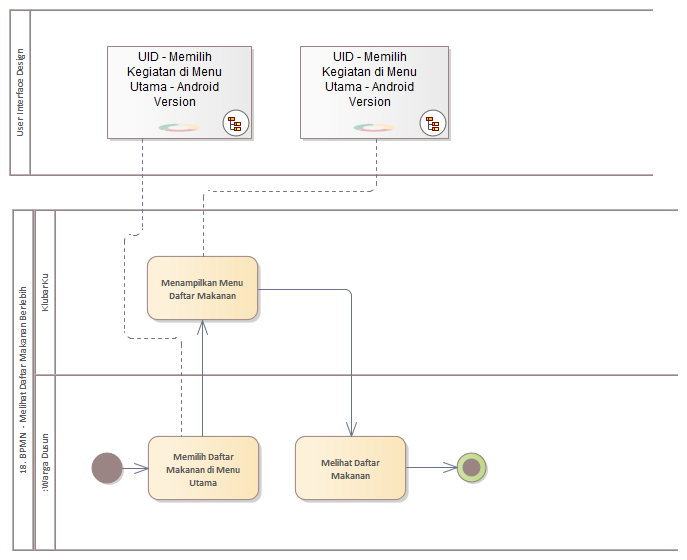 User Interface Design
UID - Memilih
Kegiatan di Menu
Utama - Android
Version
UID - Memilih
Kegiatan di Menu
Utama - Android
Version
18. BPMN - Melihat Daftar Makanan Berlebih
KlubarKu
Menampilkan Menu
Daftar Makanan
:Warga Dusun
Memilih Daftar
Makanan di Menu
Utama
Melihat Daftar
Makanan